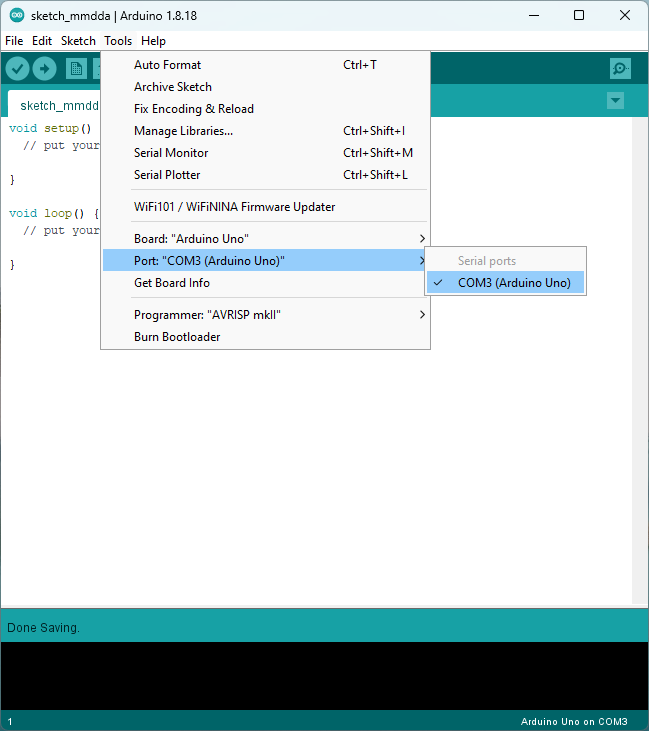 sketch_mmdda | Arduino 1.8.18
File Edit Sketch Tools Help
Auto Format Ctrl+T
Archive Sketch
Fix Encoding & Reload
Manage Libraries... Ctrl+Shift+I
Serial Monitor Ctrl+Shift+M
Serial Plotter Ctrl+Shift+L
WiFi101 / WiFiNINA Firmware Updater
Board: "Arduino Uno"
Port: "COM3 (Arduino Uno)"
Get Board Info
Programmer: "AVRISP mkII"
Burn Bootloader
Serial ports
COM3 (Arduino Uno)
sketch_mmdd
void setup()
// put your
}
void loop() {
// put your
}
Done Saving.
1 Arduino Uno on COM3